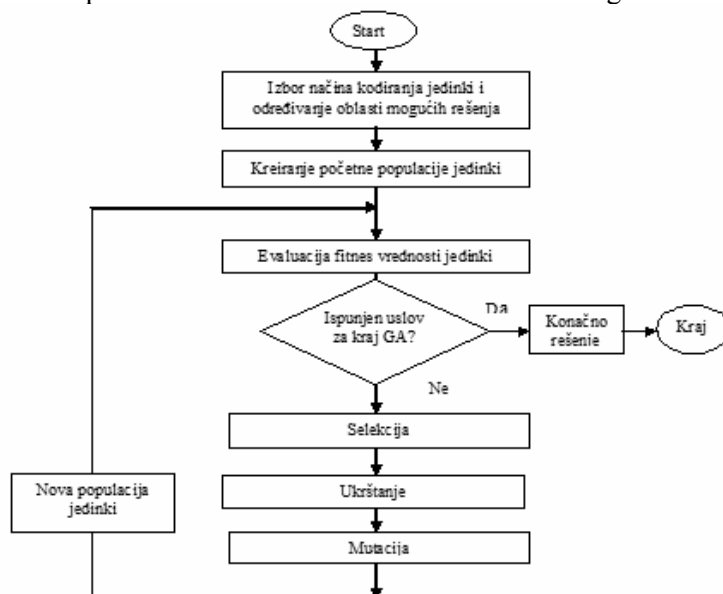 Start
Izbor načina kodiranja jedinki i
određivanje oblasti mogućih rešenja
Kreiranje početne populacije jedinki
Evaluacija fitnes vrednosti jedinki
Ispunjen uslov
za kraj GA?
Da
Konačno
rešenje
Kraj
Ne
Selekcija
Ukrštanje
Nova populacija
jedinki
Mutacija